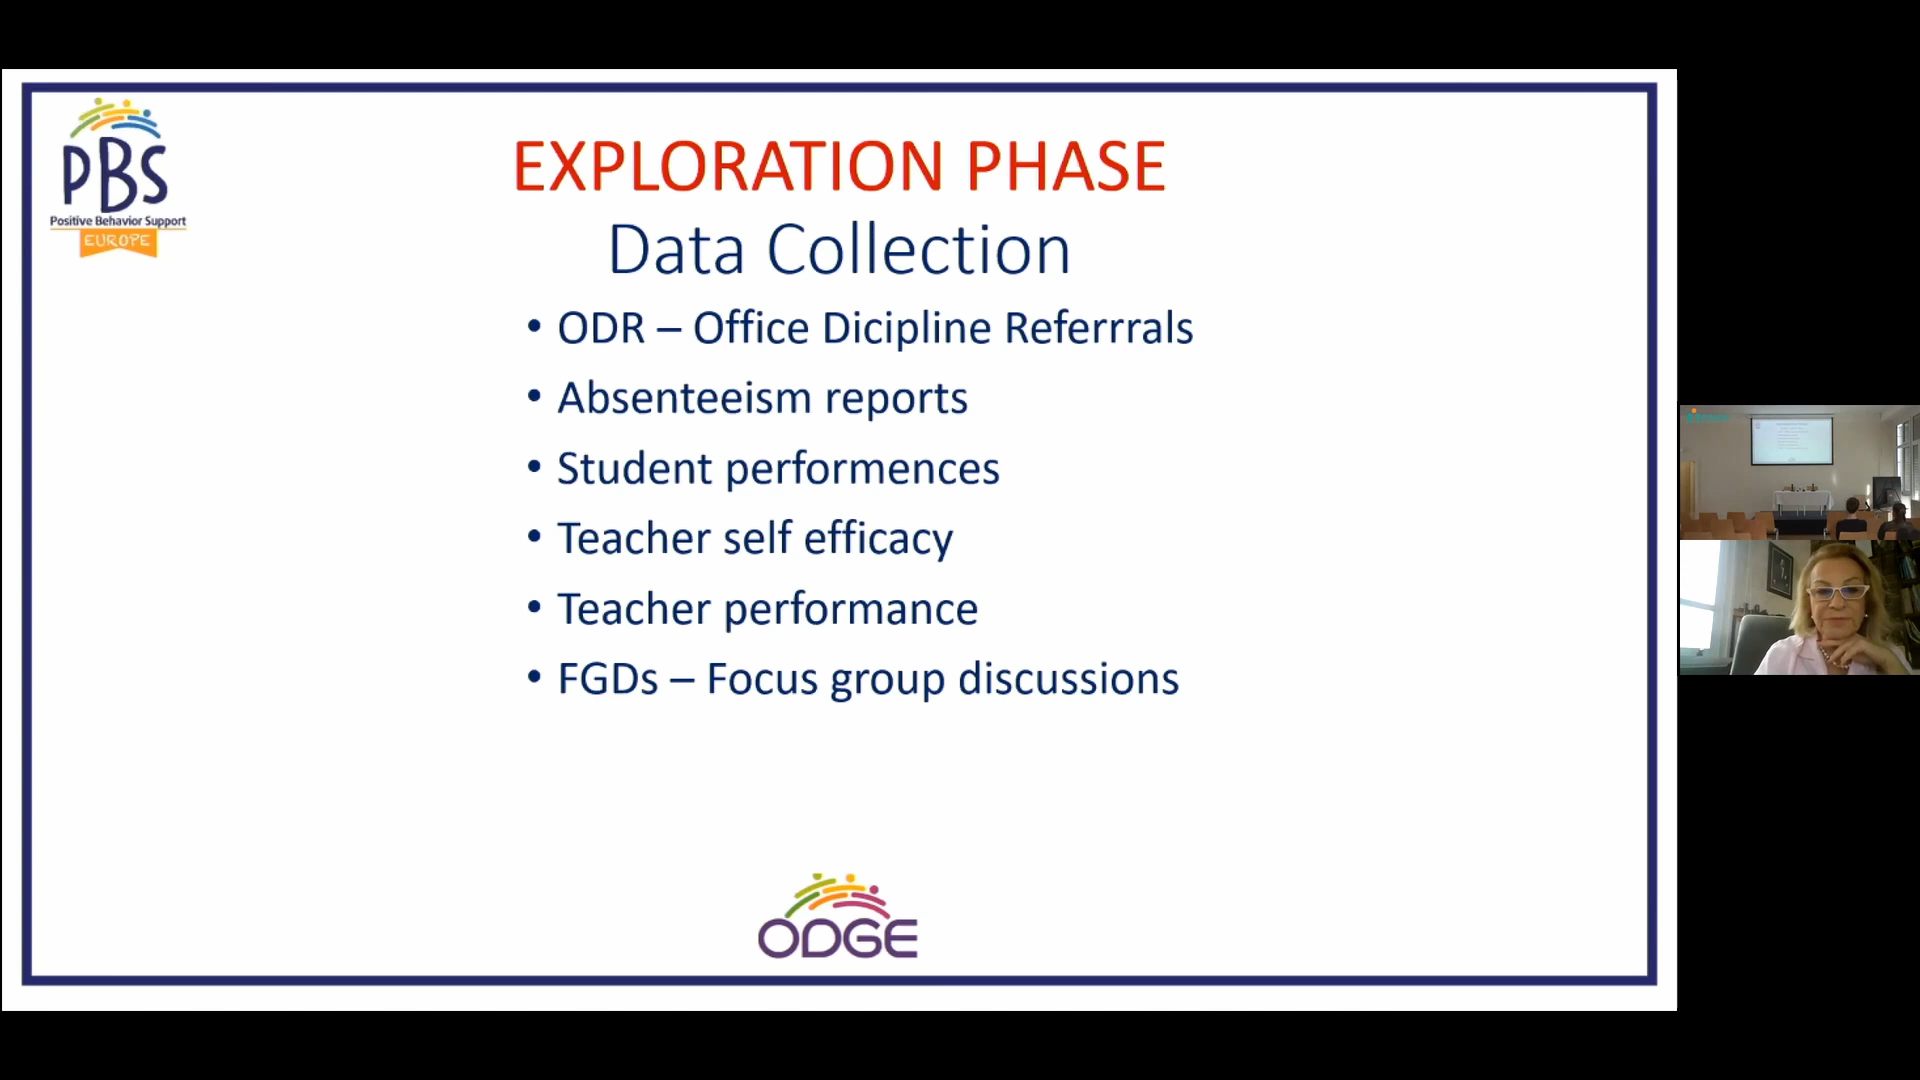 PBS
Positive Behavior Support
EUROPE
EXPLORATION PHASE
Data Collection
• ODR – Office Dicipline Referrrals
• Absenteeism reports
• Student performences
• Teacher self efficacy
• Teacher performance
• FGDs – Focus group discussions
ODGE